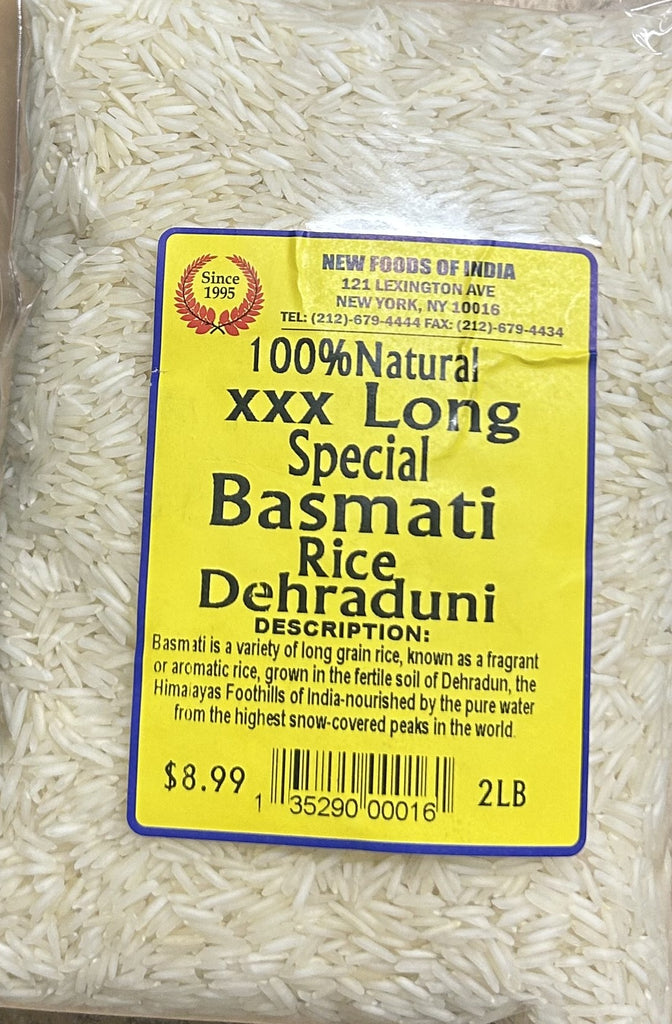 Since
1995
NEW FOODS OF INDIA
121 LEXINGTON AVE
NEW YORK, NY 10016
TEL: (212)-679-4444 FAX: (212)-679-4434
100%Natural
xxx Long
Special
Basmati
Rice
Dehraduni
DESCRIPTION:
Basmati is a variety of long grain rice, known as a fragrant
or aromatic rice, grown in the fertile soil of Dehradun, the
Himalayas Foothills of India-nourished by the pure water
from the highest snow-covered peaks in the world.
$8.99
1 35290 00016
2LB